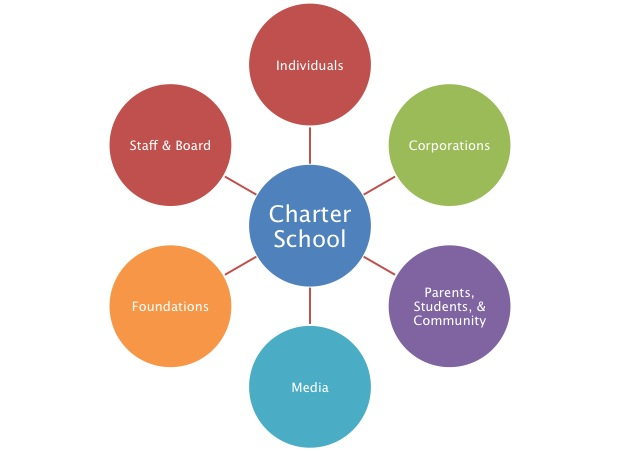 Individuals
Staff & Board
Corporations
Charter
School
Foundations
Parents,
Students, &
Community
Media